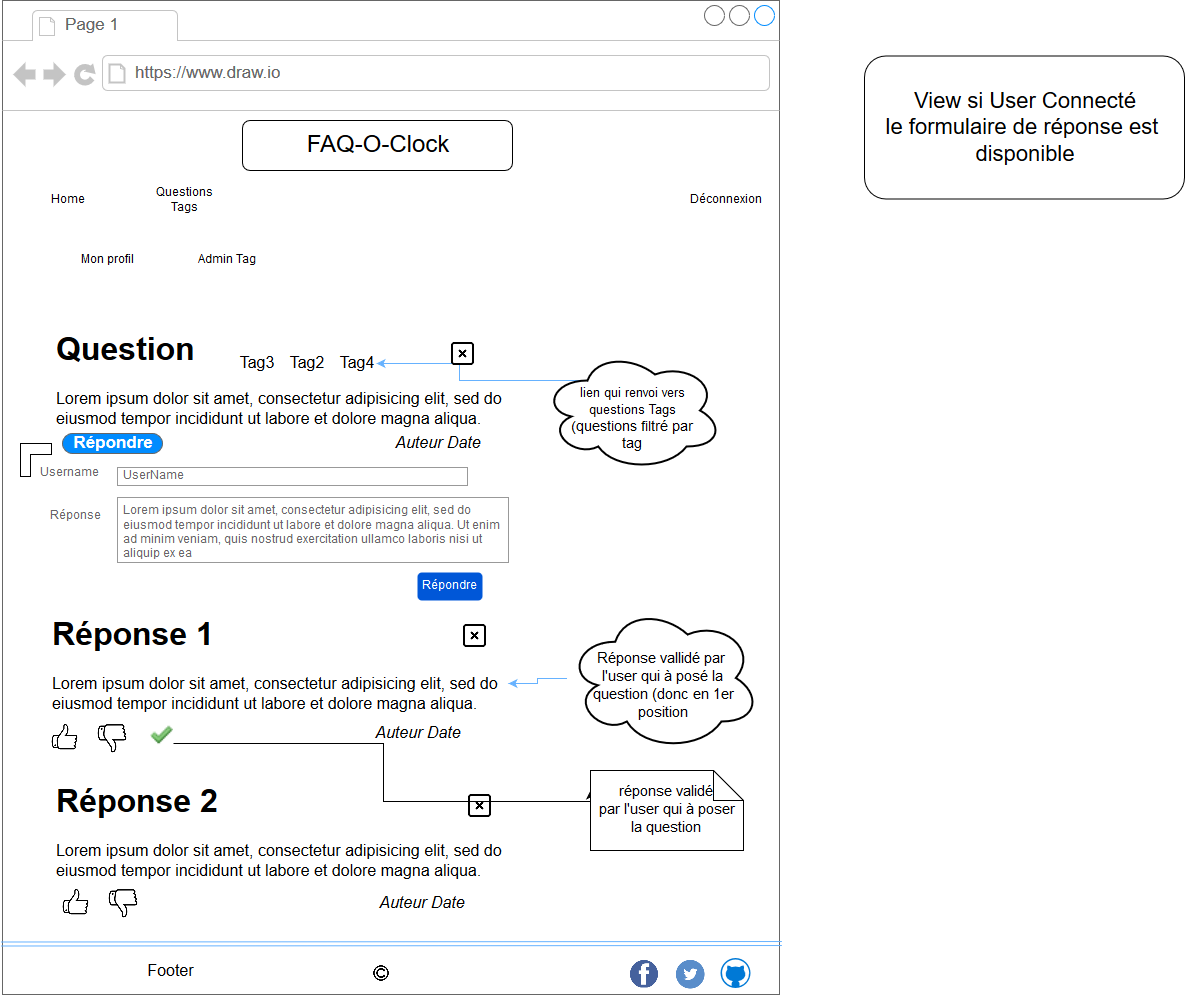 Page 1
https://www.draw.io
View si User Connecté
le formulaire de réponse est
disponible
FAQ-O-Clock
Home
Questions
Tags
Déconnexion
Mon profil
Admin Tag
Question
Tag3 Tag2 Tag4
lien qui renvoi vers
questions Tags
(questions filtré par
tag
Lorem ipsum dolor sit amet, consectetur adipisicing elit, sed do
eiusmod tempor incididunt ut labore et dolore magna aliqua.
Répondre
Auteur Date
Username
UserName
Réponse
Lorem ipsum dolor sit amet, consectetur adipisicing elit, sed do
eiusmod tempor incididunt ut labore et dolore magna aliqua. Ut enim
ad minim veniam, quis nostrud exercitation ullamco laboris nisi ut
aliquip ex ea
Répondre
Réponse 1
Réponse vallidé par
l'user qui à posé la
question (donc en 1er
position
Lorem ipsum dolor sit amet, consectetur adipisicing elit, sed do
eiusmod tempor incididunt ut labore et dolore magna aliqua.
Auteur Date
réponse validé
par l'user qui à poser
la question
Réponse 2
Lorem ipsum dolor sit amet, consectetur adipisicing elit, sed do
eiusmod tempor incididunt ut labore et dolore magna aliqua.
Auteur Date
Footer
©